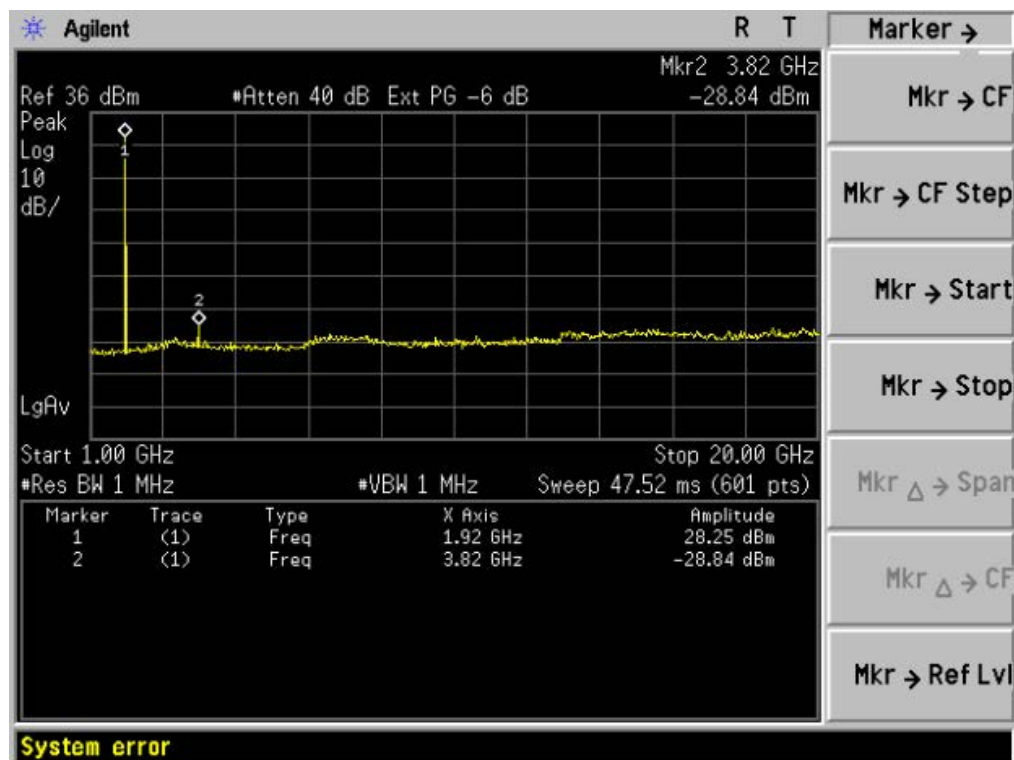 Agilent R T
Marker →
Mkr2 3.82 GHz
Ref 36 dBm #Atten 40 dB Ext PG -6 dB -28.84 dBm
Peak
Log
10
dB/
1
2
LgAv
Start 1.00 GHz Stop 20.00 GHz
#Res BW 1 MHz #VBW 1 MHz Sweep 47.52 ms (601 pts)
Marker Trace Type X Axis Amplitude
1 (1) Freq 1.92 GHz 28.25 dBm
2 (1) Freq 3.82 GHz -28.84 dBm
Mkr → CF
Mkr → CF Step
Mkr → Start
Mkr → Stop
Mkr Δ → Span
Mkr Δ → CF
Mkr → Ref Lvl
System error